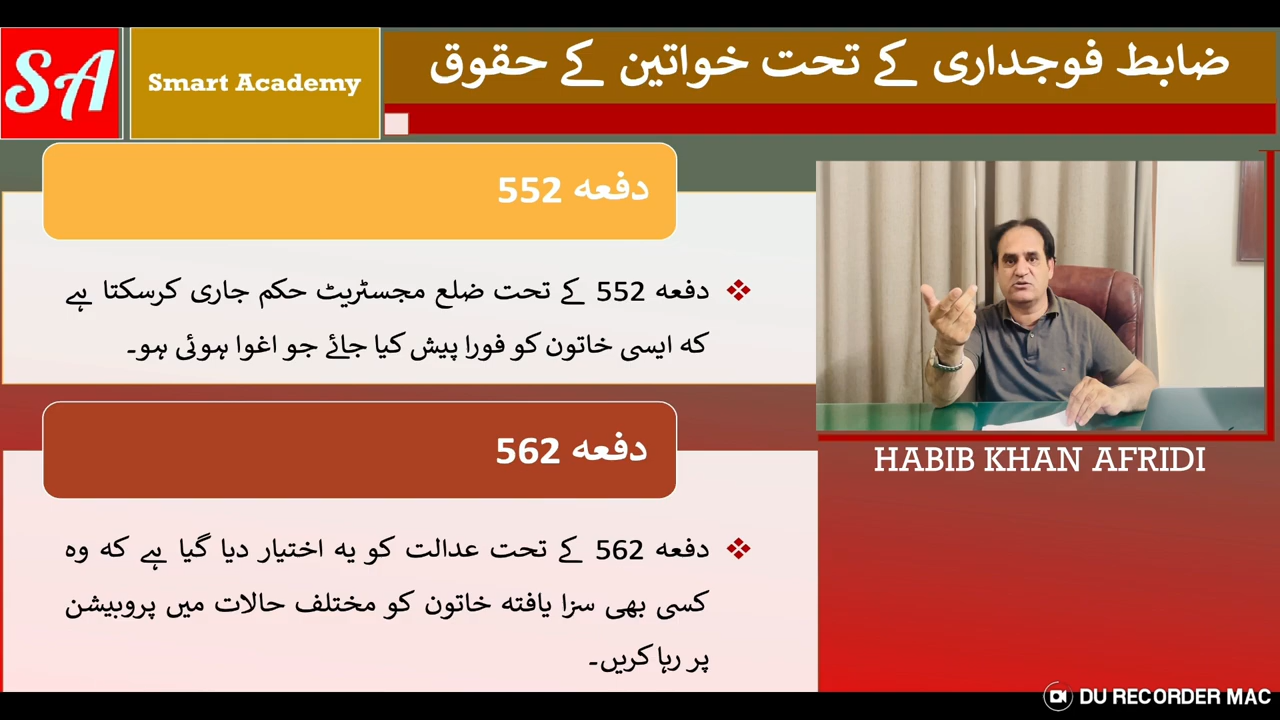 SA
Smart Academy
ضابط فوجداری کے تحت خواتین کے حقوق
دفعہ 552
دفعہ 552 کے تحت ضلع مجسٹریٹ حکم جاری کرسکتا ہے
کہ ایسی خاتون کو فورا پیش کیا جائے جو اغوا ہوئی ہو۔
دفعہ 562
دفعہ 562 کے تحت عدالت کو یہ اختیار دیا گیا ہے کہ وہ
کسی بھی سزا یافتہ خاتون کو مختلف حالات میں پروبیشن
پر رہا کریں۔
HABIB KHAN AFRIDI
DU RECORDER MAC